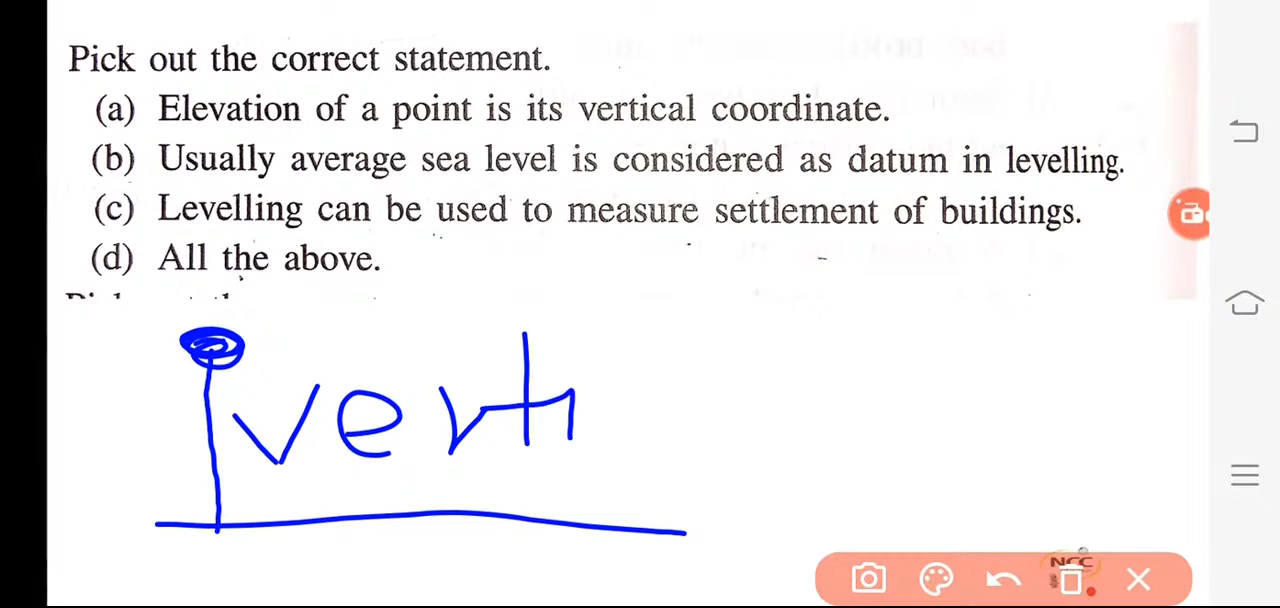 Pick out the correct statement.
(a) Elevation of a point is its vertical coordinate.
(b) Usually average sea level is considered as datum in levelling.
(c) Levelling can be used to measure settlement of buildings.
(d) All the above.
NCC